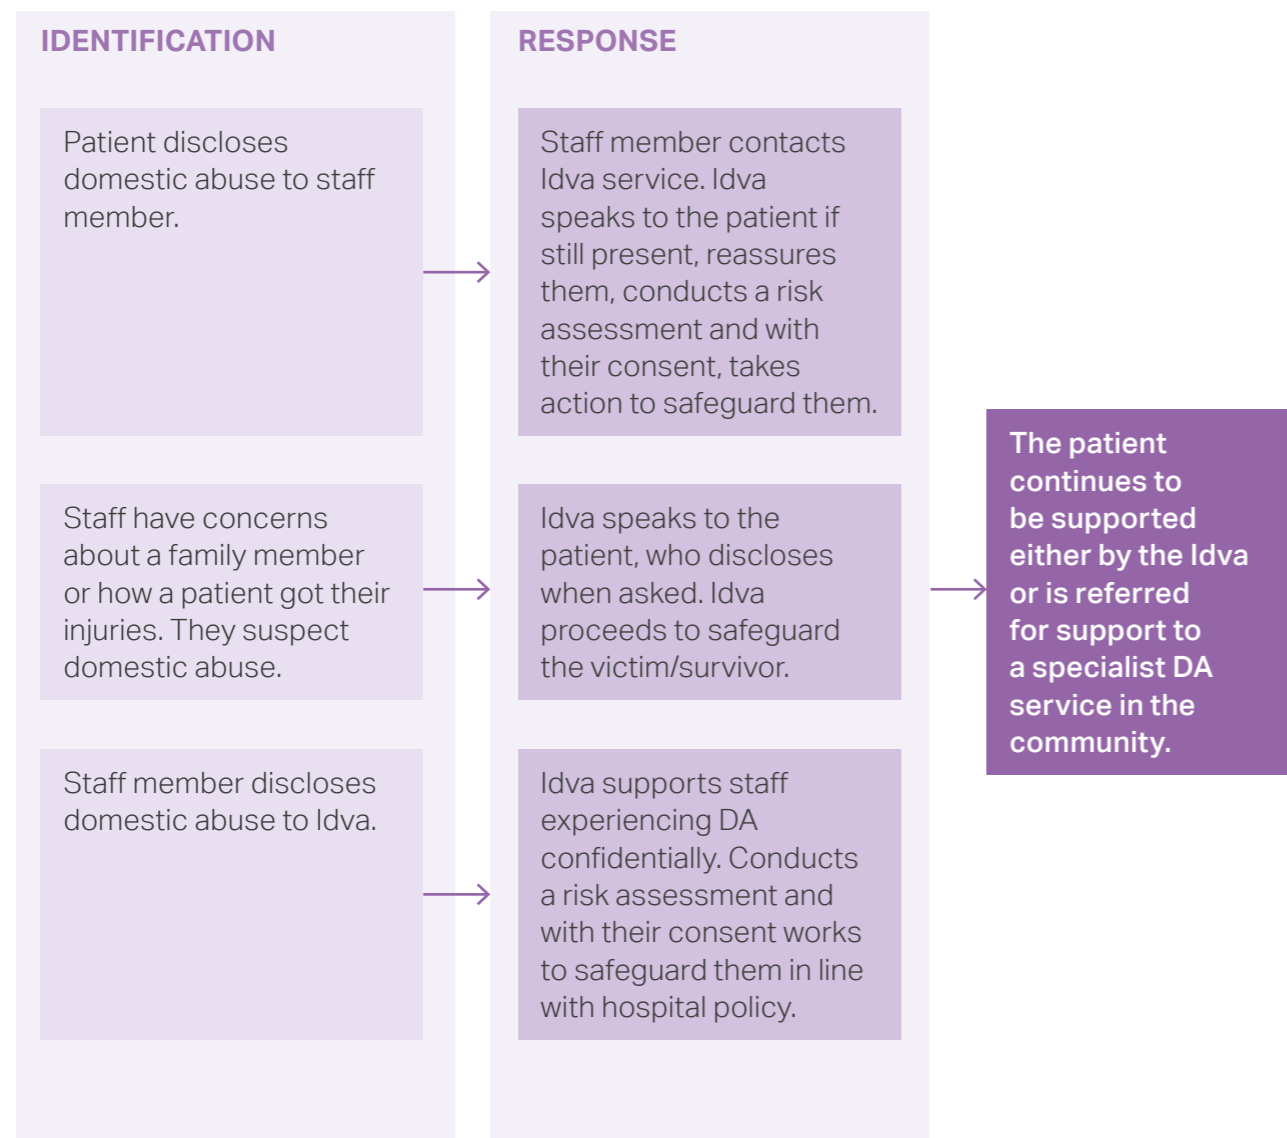 IDENTIFICATION
Patient discloses
domestic abuse to staff
member.
Staff have concerns
about a family member
or how a patient got their
injuries. They suspect
domestic abuse.
Staff member discloses
domestic abuse to Idva.
RESPONSE
Staff member contacts
Idva service. Idva
speaks to the patient if
still present, reassures
them, conducts a risk
assessment and with
their consent, takes
action to safeguard them.
Idva speaks to the
patient, who discloses
when asked. Idva
proceeds to safeguard
the victim/survivor.
Idva supports staff
experiencing DA
confidentially. Conducts
a risk assessment and
with their consent works
to safeguard them in line
with hospital policy.
The patient
continues to
be supported
either by the Idva
or is referred
for support to
a specialist DA
service in the
community.